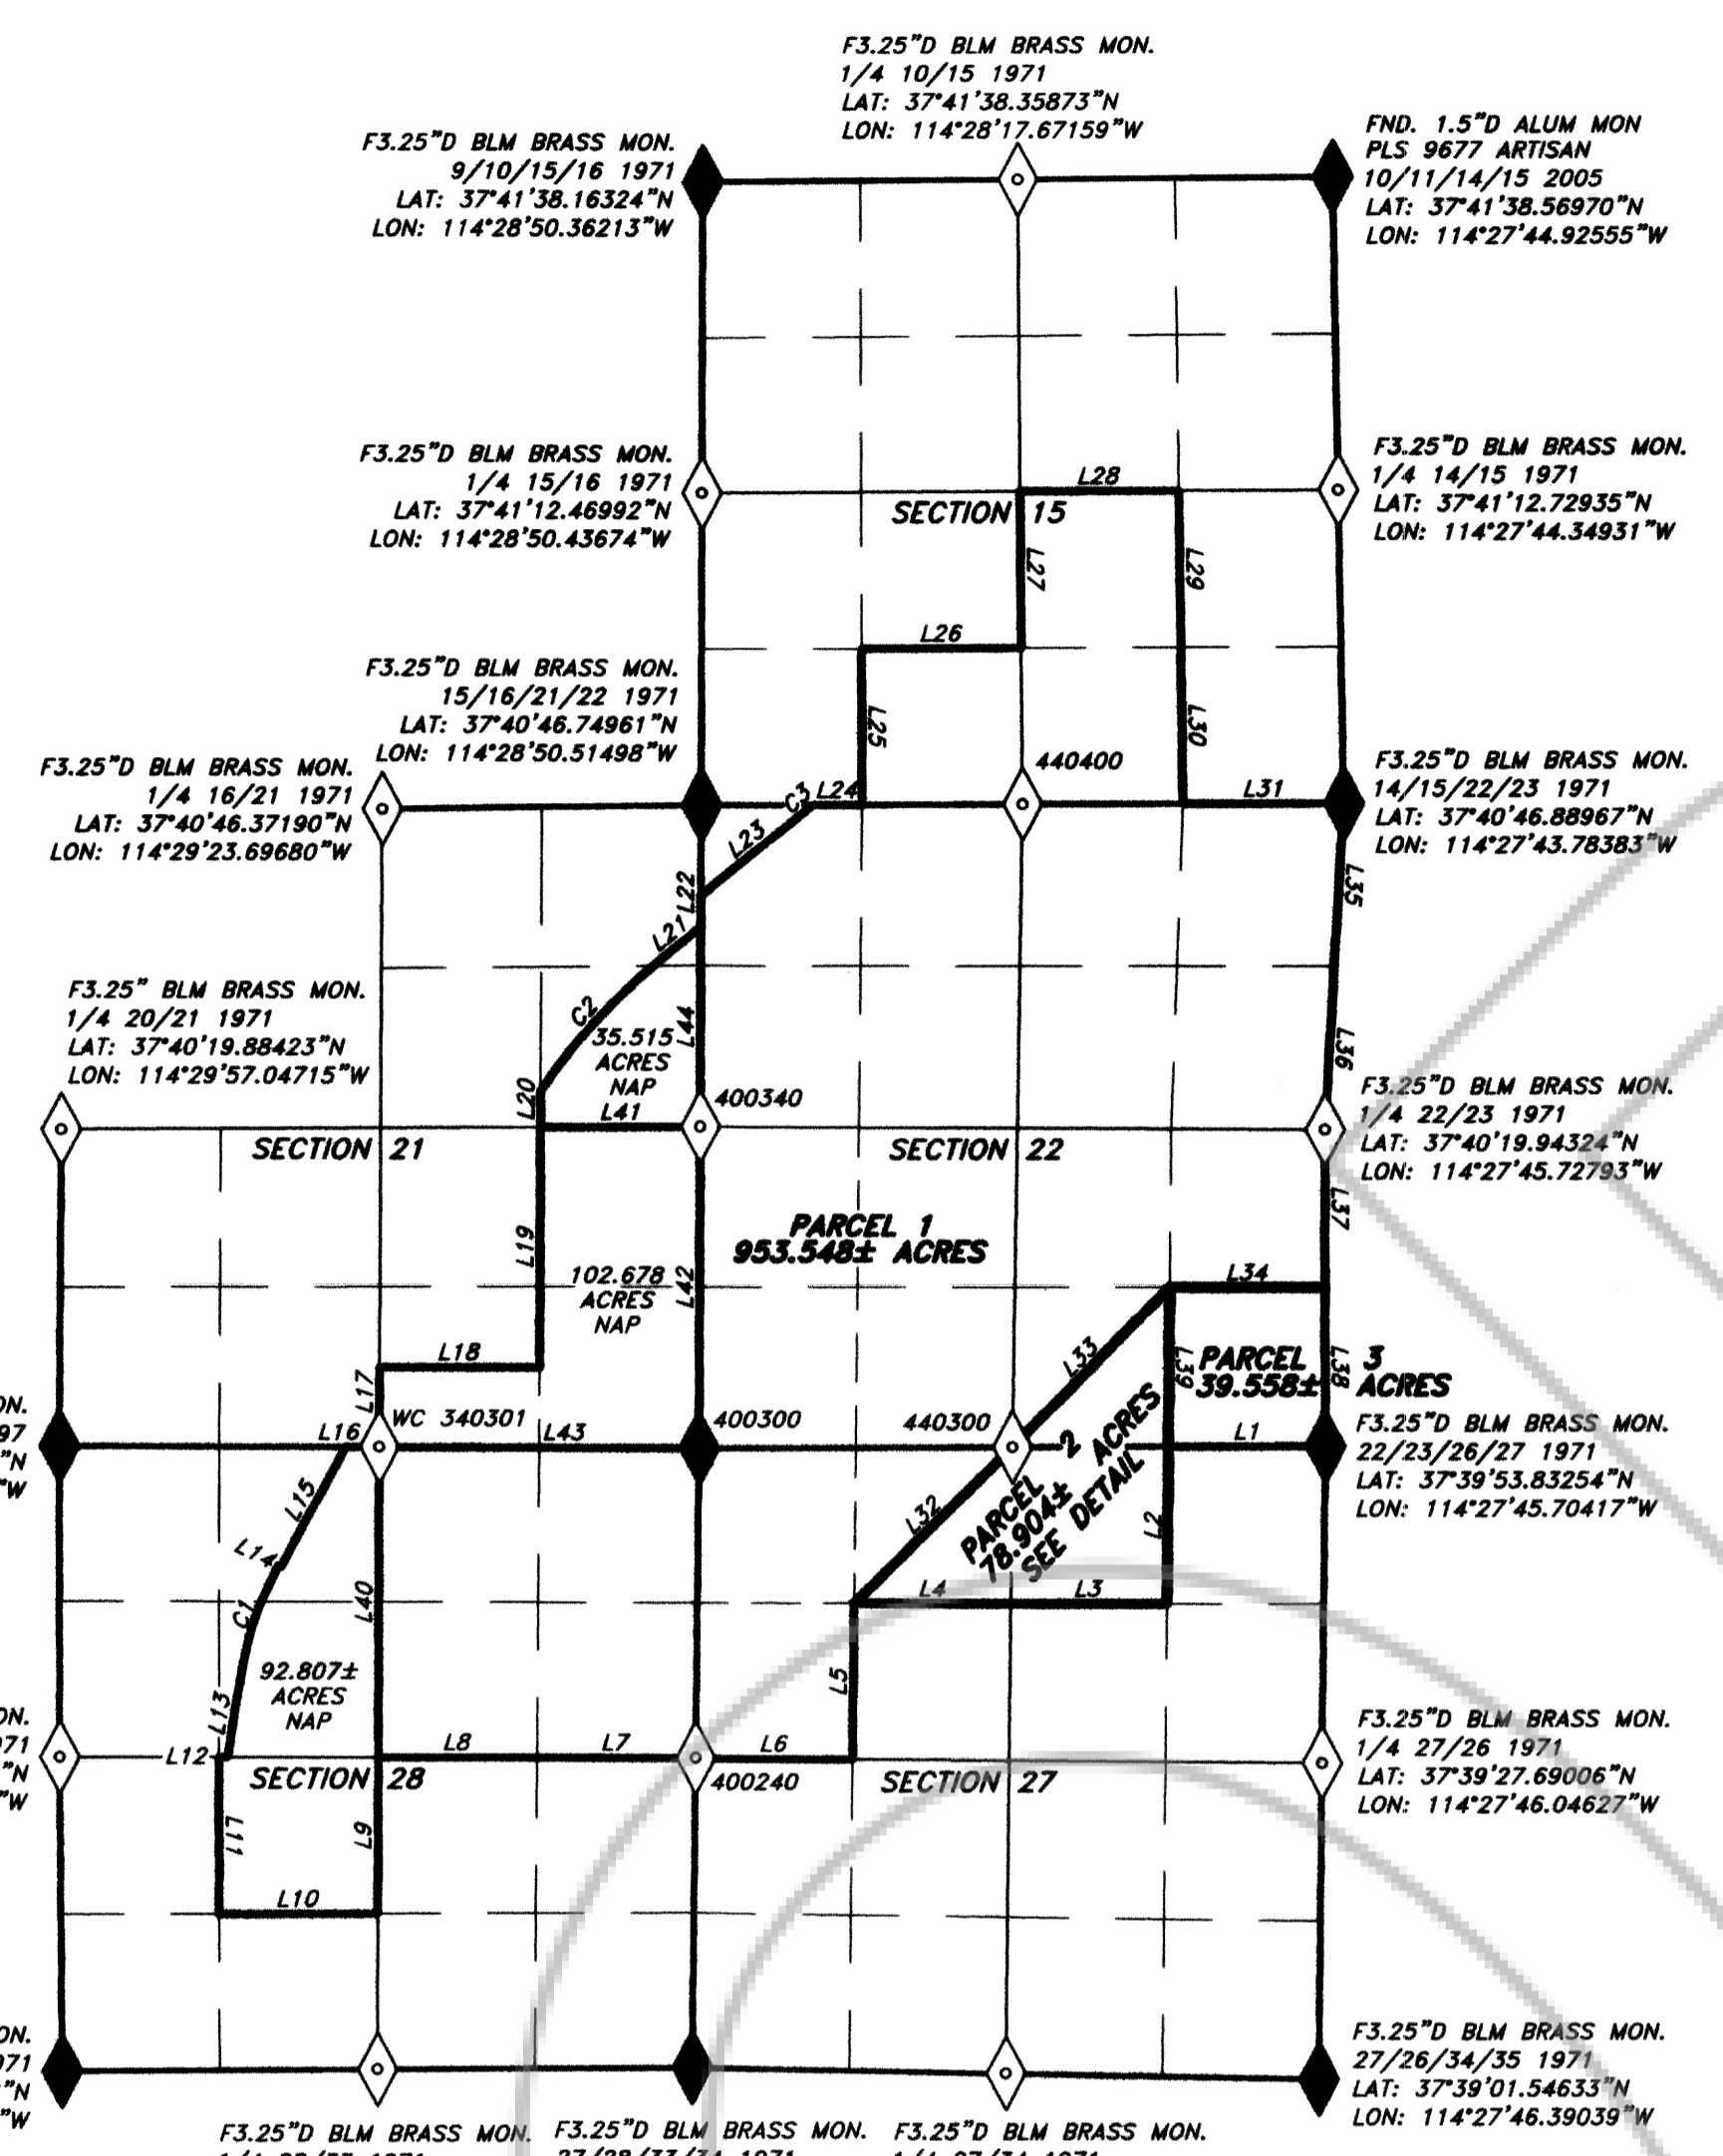 F3.25"D BLM BRASS MON.
1/4 10/15 1971
LAT: 37°41'38.35873"N
LON: 114°28'17.67159"W
FND. 1.5"D ALUM MON
PLS 9677 ARTISAN
10/11/14/15 2005
LAT: 37°41'38.56970"N
LON: 114°27'44.92555"W
F3.25"D BLM BRASS MON.
9/10/15/16 1971
LAT: 37°41'38.16324"N
LON: 114°28'50.36213"W
F3.25"D BLM BRASS MON.
1/4 15/16 1971
LAT: 37°41'12.46992"N
LON: 114°28'50.43674"W
L28
SECTION 15
F3.25"D BLM BRASS MON.
1/4 14/15 1971
LAT: 37°41'12.72935"N
LON: 114°27'44.34931"W
L27
L29
L26
F3.25"D BLM BRASS MON.
15/16/21/22 1971
LAT: 37°40'46.74961"N
LON: 114°28'50.51498"W
L25
L30
440400
F3.25"D BLM BRASS MON.
1/4 16/21 1971
LAT: 37°40'46.37190"N
LON: 114°29'23.69680"W
C3
L24
L31
F3.25"D BLM BRASS MON.
14/15/22/23 1971
LAT: 37°40'46.88967"N
LON: 114°27'43.78383"W
L23
L22
L35
L21
C2
L44
35.515
ACRES
NAP
L36
F3.25" BLM BRASS MON.
1/4 20/21 1971
LAT: 37°40'19.88423"N
LON: 114°29'57.04715"W
L20
L41
400340
F3.25"D BLM BRASS MON.
1/4 22/23 1971
LAT: 37°40'19.94324"N
LON: 114°27'45.72793"W
SECTION 21
SECTION 22
L37
PARCEL 1
953.548± ACRES
L19
L42
102.678
ACRES
NAP
L34
L18
L33
L39
PARCEL 3
39.558± ACRES
L38
L17
WC 340301
L16
L43
400300
440300
L1
F3.25"D BLM BRASS MON.
22/23/26/27 1971
LAT: 37°39'53.83254"N
LON: 114°27'45.70417"W
ON.
97
"N
"W
L15
L14
L32
PARCEL 2
78.904± ACRES
SEE DETAIL
L2
C1
L40
L4
L3
L5
92.807±
ACRES
NAP
L13
ON.
71
"N
"W
L12
L8
L7
L6
SECTION 28
400240
SECTION 27
F3.25"D BLM BRASS MON.
1/4 27/26 1971
LAT: 37°39'27.69006"N
LON: 114°27'46.04627"W
L11
L9
L10
ON.
971
"N
"W
F3.25"D BLM BRASS MON.
27/26/34/35 1971
LAT: 37°39'01.54633"N
LON: 114°27'46.39039"W
F3.25"D BLM BRASS MON.
F3.25"D BLM BRASS MON.
27/28/33/34 1971
F3.25"D BLM BRASS MON.
1/4 27/34 1971